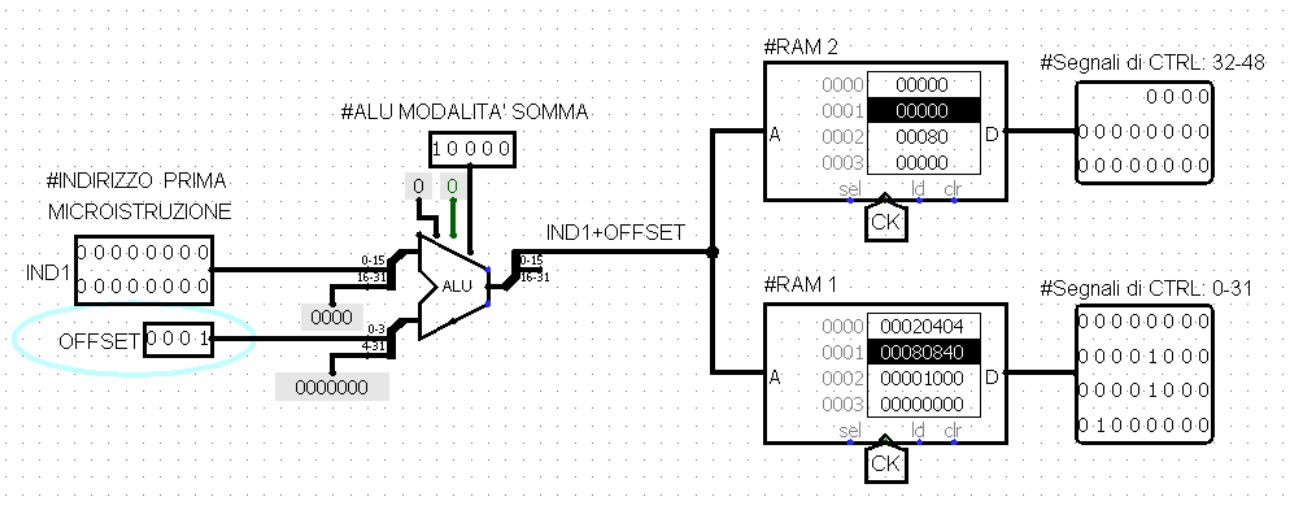 #RAM 2
#Segnali di CTRL: 32-48
0000 00000
0001 00000
0002 00080
0003 00000
A
D
sel ld clr
CK
0000
00000000
00000000
#ALU MODALITA' SOMMA
10000
0 0
#INDIRIZZO PRIMA
MICROISTRUZIONE
IND1
00000000
00000000
0-15
16-31
0000
OFFSET
0001
0-3
4-31
0000000
ALU
0-15
16-31
IND1+OFFSET
#RAM 1
#Segnali di CTRL: 0-31
0000 00020404
0001 00080840
0002 00001000
0003 00000000
A
D
sel ld clr
CK
00000000
00001000
00001000
01000000